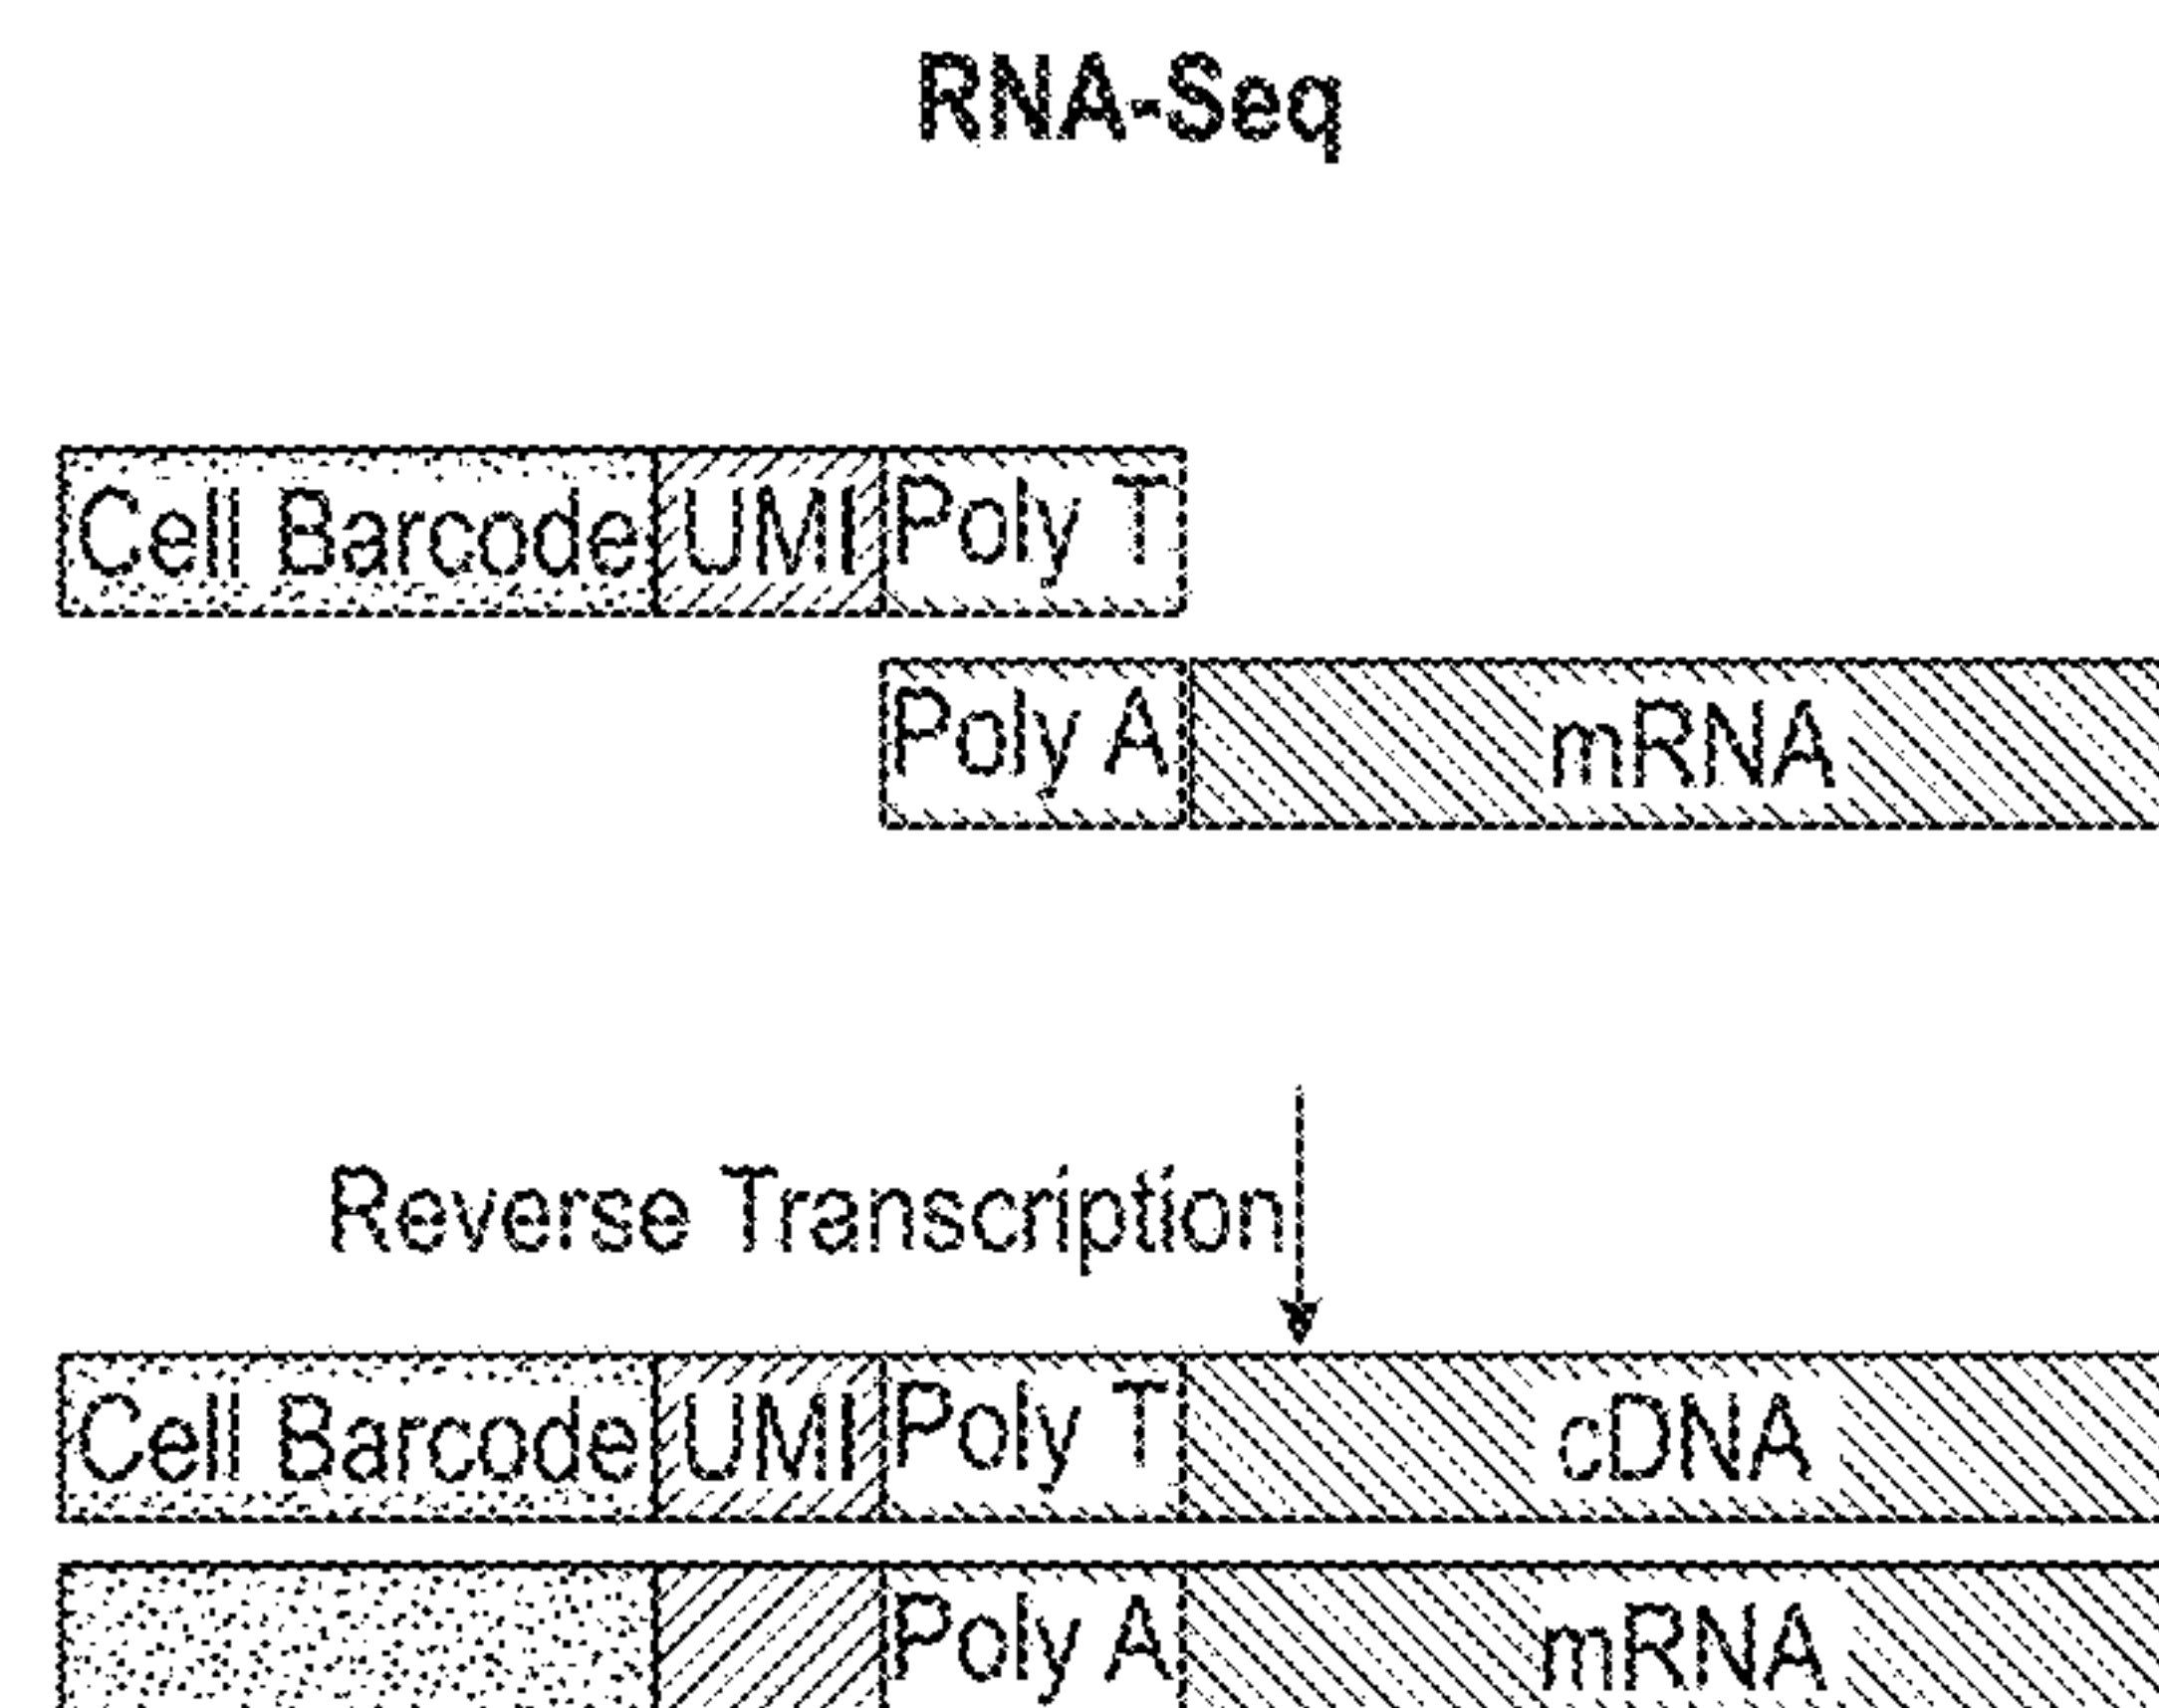 RNA-Seq
Cell Barcode UMI Poly T
Poly A mRNA
Reverse Transcription
Cell Barcode UMI Poly T cDNA
Poly A mRNA